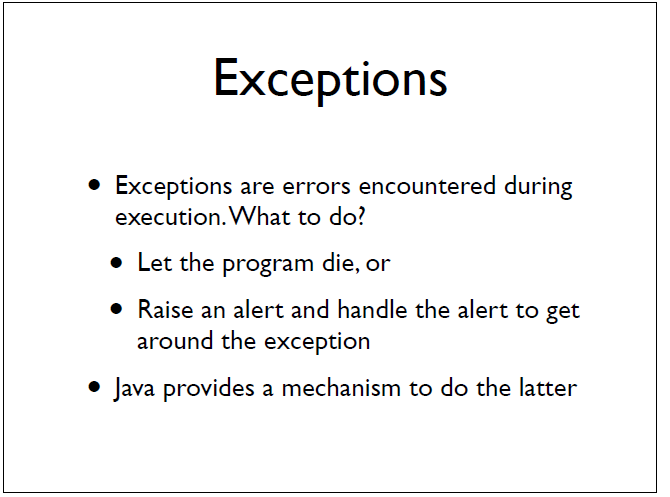 Exceptions
• Exceptions are errors encountered during
execution. What to do?
• Let the program die, or
• Raise an alert and handle the alert to get
around the exception
• Java provides a mechanism to do the latter